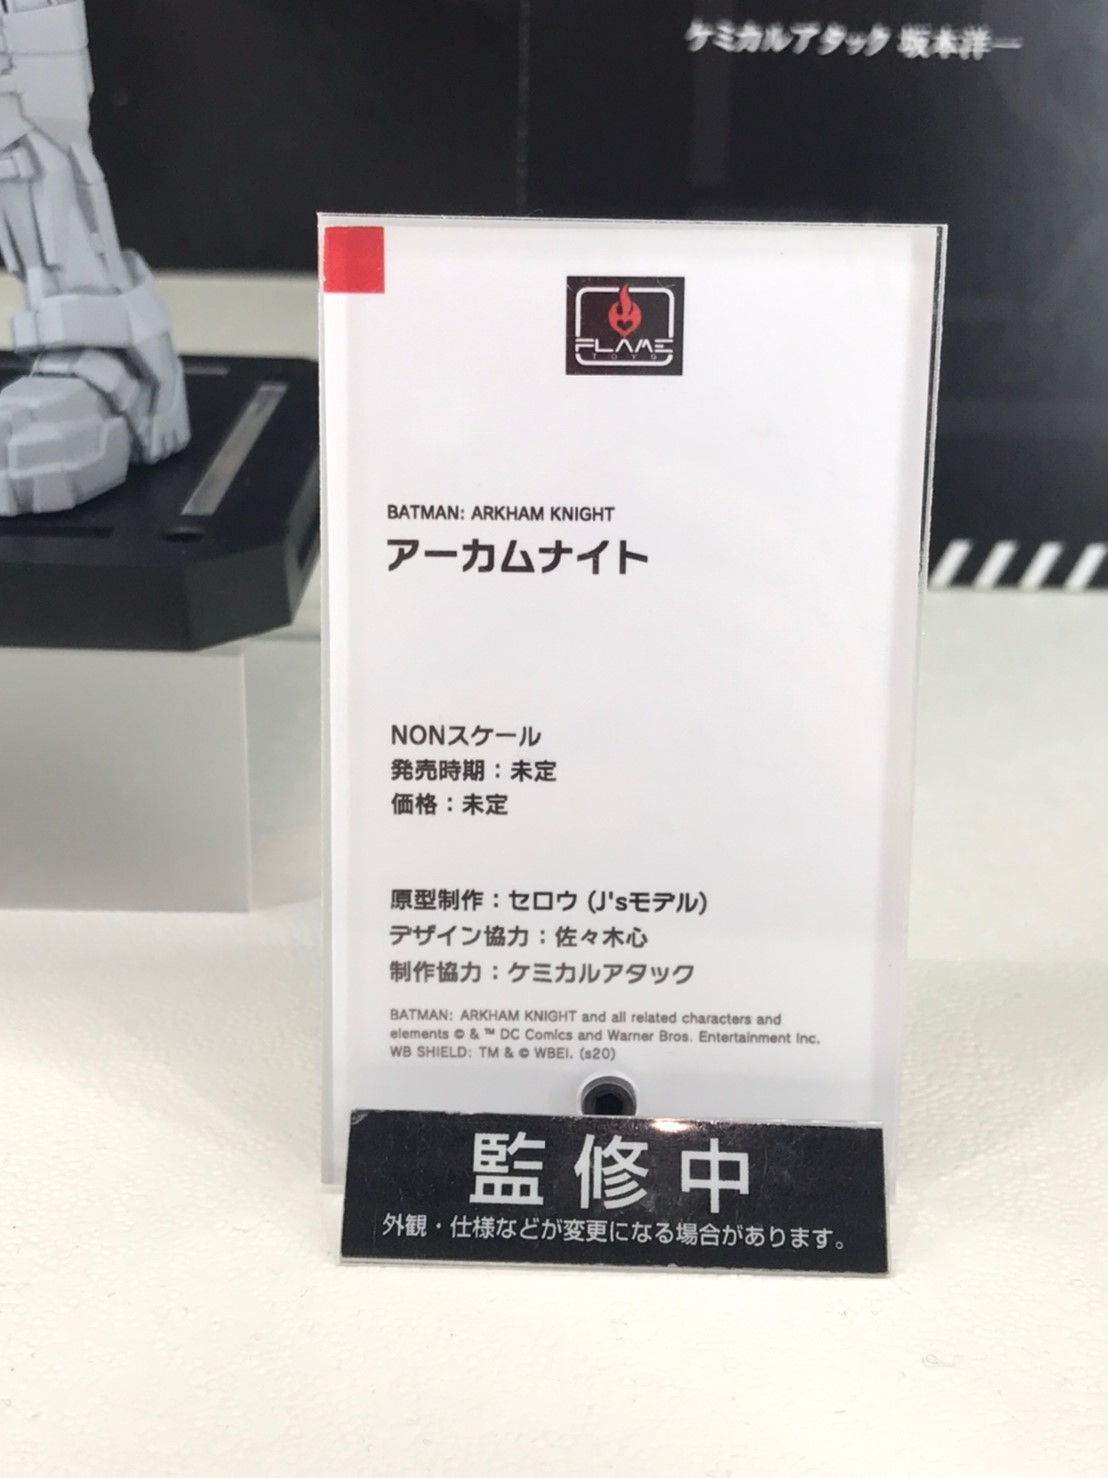 ケミカルアタック 坂本洋一
FLAME
TOYS
BATMAN: ARKHAM KNIGHT
アーカムナイト
NONスケール
発売時期：未定
価格：未定
原型制作：セロウ (J'sモデル)
デザイン協力：佐々木心
制作協力：ケミカルアタック
BATMAN: ARKHAM KNIGHT and all related characters and
elements © & ™ DC Comics and Warner Bros. Entertainment Inc.
WB SHIELD: TM & © WBEI. (s20)
監修中
外観・仕様などが変更になる場合があります。